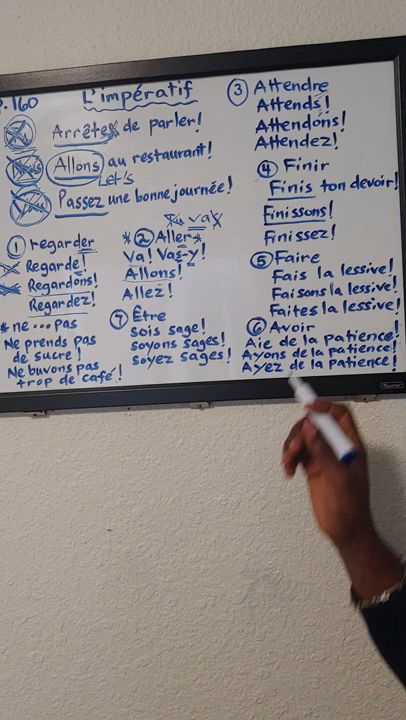 P.160
L'impératif
Tu
Arrêtes de parler!
Nous
Allons au restaurant!
Let's
Vous
Passez une bonne journée!
① regarder
Regarde!
Regardons!
Regardez!
* ne ... pas
Ne prends pas
de sucre!
Ne buvons pas
trop de café!
Tu vas
* ② Aller *
Va! Vas-y!
Allons!
Allez!
⑦ Être
sois sage!
soyons sages!
soyez sages!
③ Attendre
Attends!
Attendons!
Attendez!
④ Finir
Finis ton devoir!
Finissons!
Finissez!
⑤ Faire
Fais la lessive!
Faisons la lessive!
Faites la lessive!
⑥ Avoir
Aie de la patience!
Ayons de la patience!
Ayez de la patience!